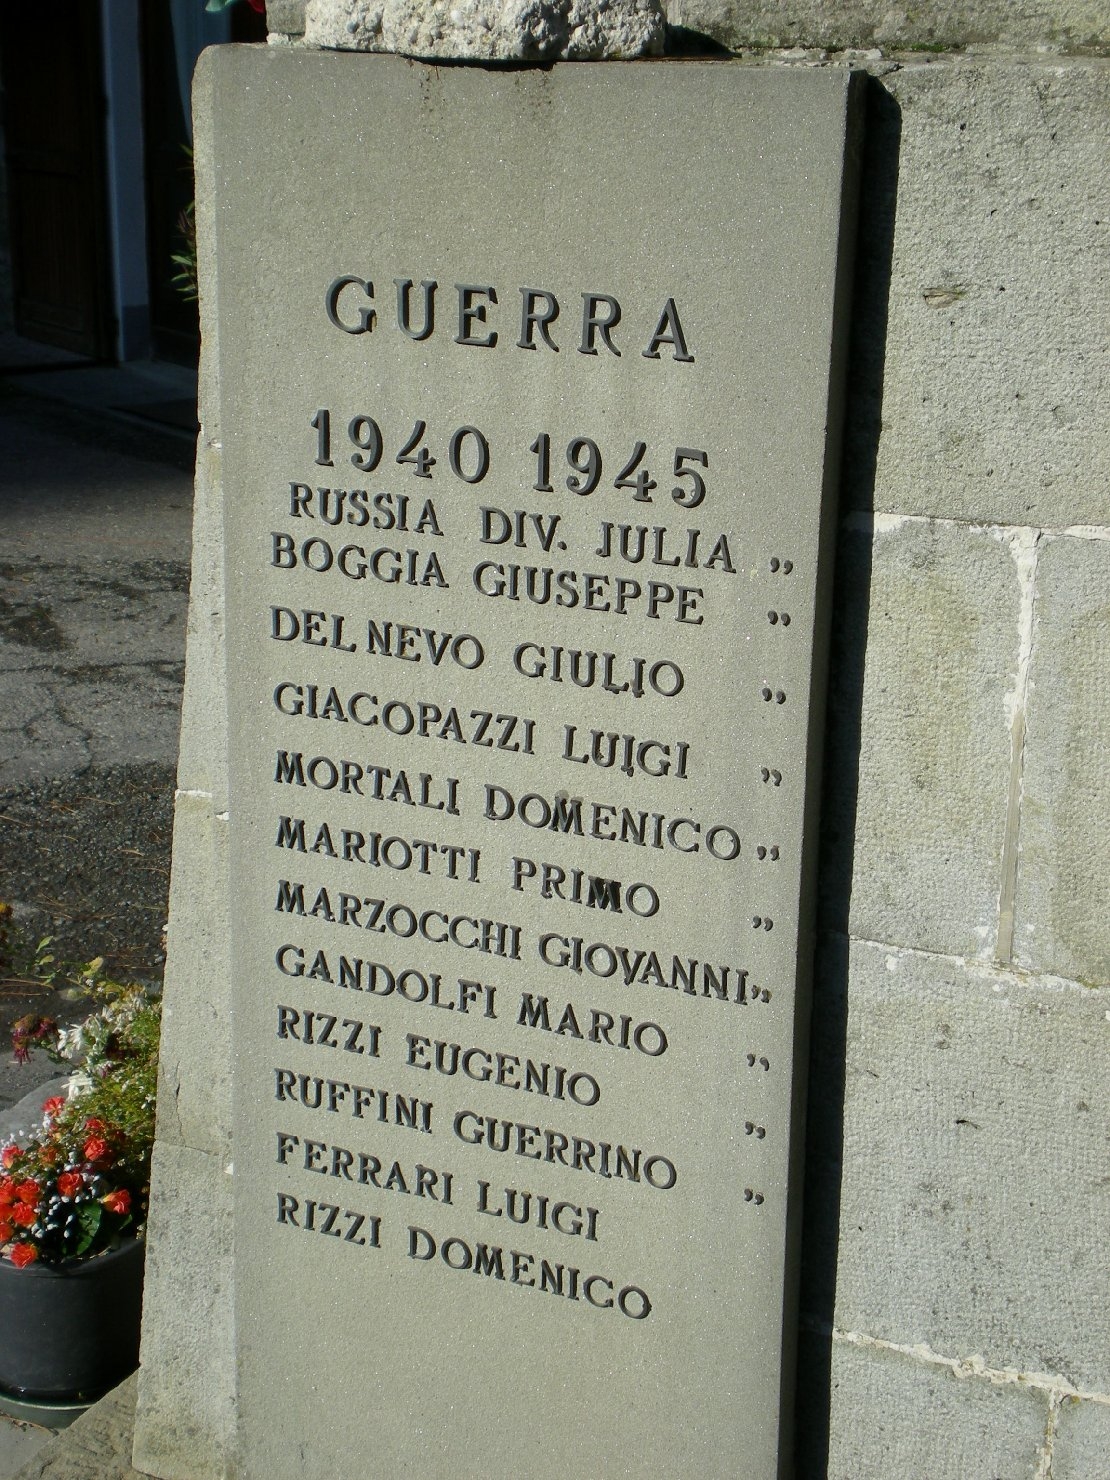 GUERRA
1940 1945
RUSSIA DIV. JULIA "
BOGGIA GIUSEPPE "
DEL NEVO GIULIO "
GIACOPAZZI LUIGI "
MORTALI DOMENICO "
MARIOTTI PRIMO "
MARZOCCHI GIOVANNI "
GANDOLFI MARIO "
RIZZI EUGENIO "
RUFFINI GUERRINO "
FERRARI LUIGI
RIZZI DOMENICO